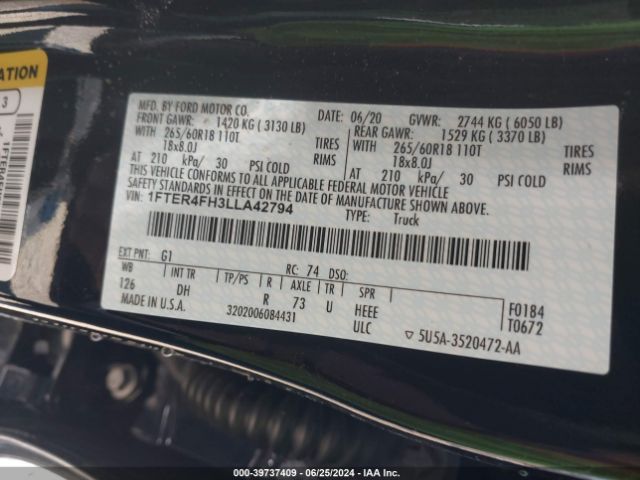 ATION
13
MFD. BY FORD MOTOR CO.
DATE: 06/20 GVWR: 2744 KG ( 6050 LB)
FRONT GAWR: 1420 KG ( 3130 LB)
REAR GAWR: 1529 KG ( 3370 LB)
WITH 265/60R18 110T TIRES
WITH 265/60R18 110T TIRES
18x8.0J RIMS
18x8.0J RIMS
AT 210 kPa/ 30 PSI COLD
AT 210 kPa/ 30 PSI COLD
THIS VEHICLE CONFORMS TO ALL APPLICABLE FEDERAL MOTOR VEHICLE
SAFETY STANDARDS IN EFFECT ON THE DATE OF MANUFACTURE SHOWN ABOVE.
VIN: 1FTER4FH3LLA42794
TYPE: Truck
EXT PNT: G1 RC: 74 DSO:
WB INT TR TP/PS R AXLE TR SPR
126 DH R 73 U HEEE F0184
ULC T0672
MADE IN U.S.A. 3202006084431
▽ 5U5A-3520472-AA
000-39737409 - 06/25/2024 - IAA Inc.